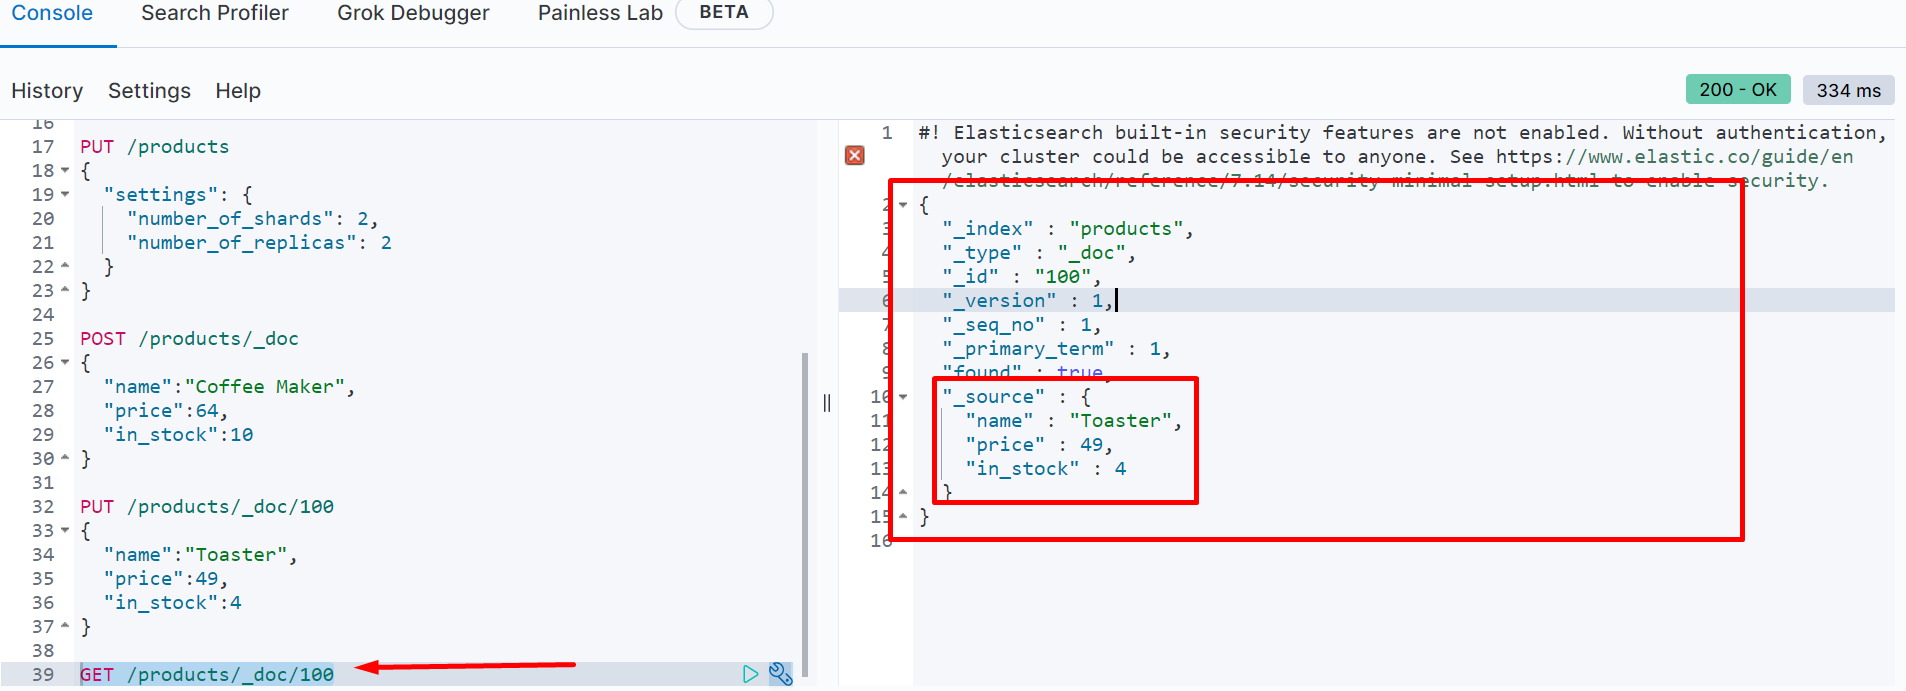 Console Search Profiler Grok Debugger Painless Lab BETA
History Settings Help
200 - OK 334 ms
16
17 PUT /products
18 {
19 "settings": {
20 "number_of_shards": 2,
21 "number_of_replicas": 2
22 }
23 }
24
25 POST /products/_doc
26 {
27 "name":"Coffee Maker",
28 "price":64,
29 "in_stock":10
30 }
31
32 PUT /products/_doc/100
33 {
34 "name":"Toaster",
35 "price":49,
36 "in_stock":4
37 }
38
39 GET /products/_doc/100
1 #! Elasticsearch built-in security features are not enabled. Without authentication,
your cluster could be accessible to anyone. See https://www.elastic.co/guide/en
/elasticsearch/reference/7.14/security-minimal-setup.html to enable security.
2 {
3 "_index" : "products",
4 "_type" : "_doc",
5 "_id" : "100",
6 "_version" : 1,
7 "_seq_no" : 1,
8 "_primary_term" : 1,
9 "found" : true,
10 "_source" : {
11 "name" : "Toaster",
12 "price" : 49,
13 "in_stock" : 4
14 }
15 }
16